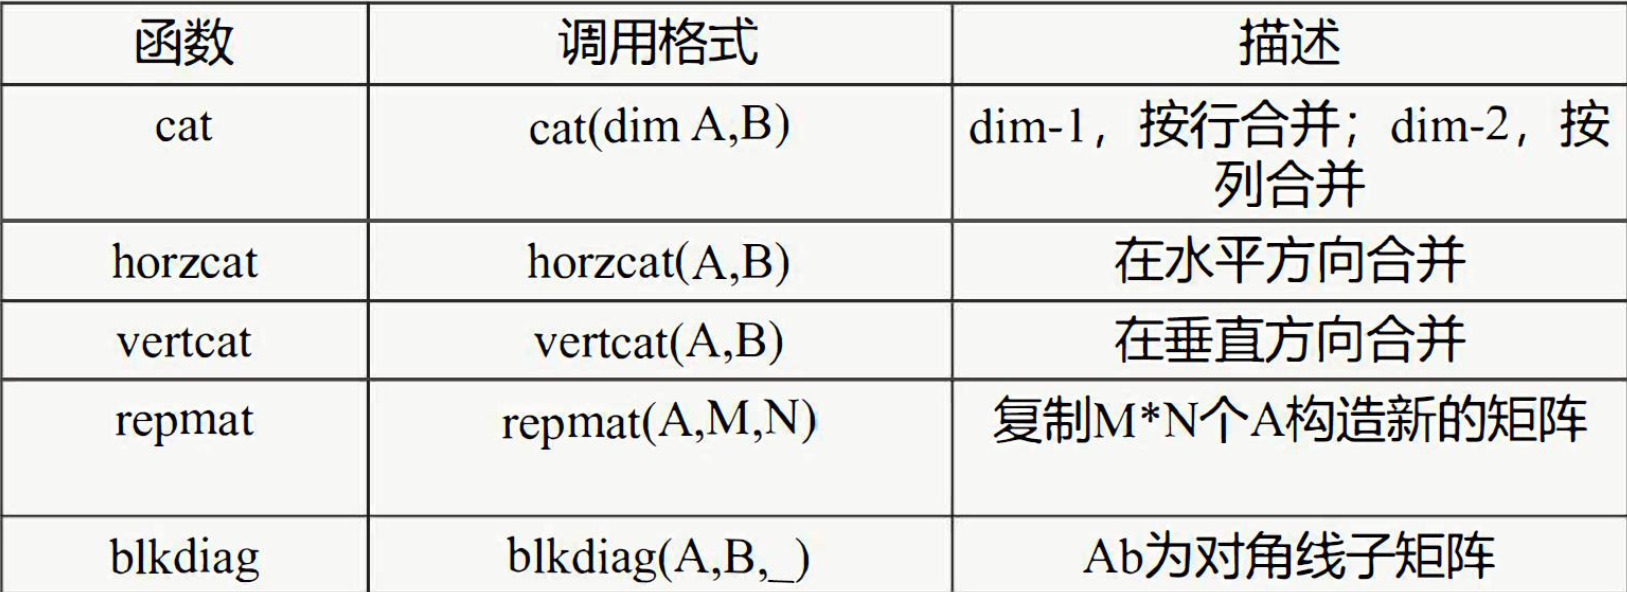 函数 调用格式 描述
cat cat(dim A,B) dim-1，按行合并；dim-2，按
列合并
horzcat horzcat(A,B) 在水平方向合并
vertcat vertcat(A,B) 在垂直方向合并
repmat repmat(A,M,N) 复制M*N个A构造新的矩阵
blkdiag blkdiag(A,B,_) Ab为对角线子矩阵